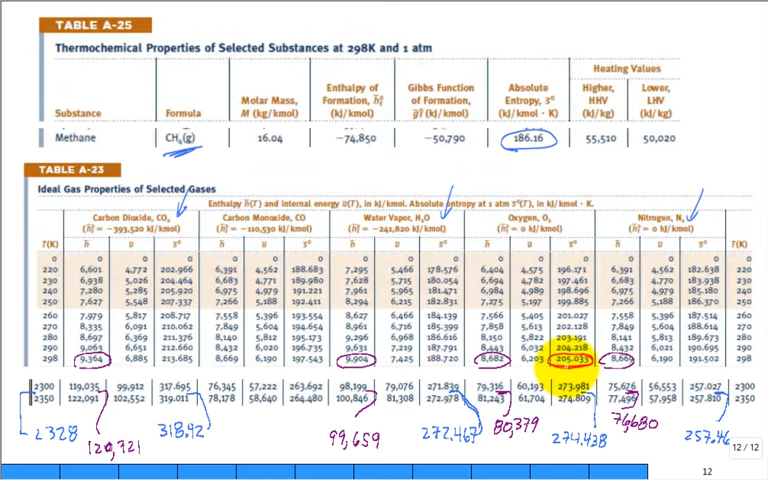 TABLE A-25
Thermochemical Properties of Selected Substances at 298K and 1 atm
Heating Values
Substance Formula Molar Mass, M (kg/kmol) Enthalpy of Formation, h̄°f (kJ/kmol) Gibbs Function of Formation, ḡ°f (kJ/kmol) Absolute Entropy, s̄° (kJ/kmol · K) Higher, HHV (kJ/kg) Lower, LHV (kJ/kg)
Methane CH₄(g) 16.04 −74,850 −50,790 186.16 55,510 50,020
TABLE A-23
Ideal Gas Properties of Selected Gases
Enthalpy h̄(T) and internal energy ū(T), in kJ/kmol. Absolute entropy at 1 atm s̄°(T), in kJ/kmol · K.
Carbon Dioxide, CO₂ Carbon Monoxide, CO Water Vapor, H₂O Oxygen, O₂ Nitrogen, N₂
(h̄°f = −393,520 kJ/kmol) (h̄°f = −110,530 kJ/kmol) (h̄°f = −241,820 kJ/kmol) (h̄°f = 0 kJ/kmol) (h̄°f = 0 kJ/kmol)
T(K) h̄ ū s̄° h̄ ū s̄° h̄ ū s̄° h̄ ū s̄° h̄ ū s̄° T(K)
0 0 0 0 0 0 0 0 0 0 0 0 0 0 0 0 0
220 6,601 4,772 202.966 6,391 4,562 188.683 7,295 5,466 178.576 6,404 4,575 196.171 6,391 4,562 182.638 220
230 6,938 5,026 204.464 6,683 4,771 189.980 7,628 5,715 180.054 6,694 4,782 197.461 6,683 4,770 183.938 230
240 7,280 5,285 205.920 6,975 4,979 191.221 7,961 5,965 181.471 6,984 4,989 198.696 6,975 4,979 185.180 240
250 7,627 5,548 207.337 7,266 5,188 192.411 8,294 6,215 182.831 7,275 5,197 199.885 7,266 5,188 186.370 250
260 7,979 5,817 208.717 7,558 5,396 193.554 8,627 6,466 184.139 7,566 5,405 201.027 7,558 5,396 187.514 260
270 8,335 6,091 210.062 7,849 5,604 194.654 8,961 6,716 185.399 7,858 5,613 202.128 7,849 5,604 188.614 270
280 8,697 6,369 211.376 8,140 5,812 195.173 9,296 6,968 186.616 8,150 5,822 203.191 8,141 5,813 189.673 280
290 9,063 6,651 212.660 8,432 6,020 196.735 9,631 7,219 187.791 8,443 6,032 204.218 8,432 6,021 190.695 290
298 9,364 6,885 213.685 8,669 6,190 197.543 9,904 7,425 188.720 8,682 6,203 205.033 8,669 6,190 191.502 298
2300 119,035 99,912 317.695 76,345 57,222 263.692 98,199 79,076 271.839 79,316 60,193 273.981 75,676 56,553 257.027 2300
2350 122,091 102,552 319.011 78,178 58,640 264.480 100,846 81,308 272.978 81,243 61,704 274.809 77,496 57,958 257.810 2350
2328 120,721 318.42 99,659 272.467 80,379 274.438 76,680 257.46
12 / 12
12